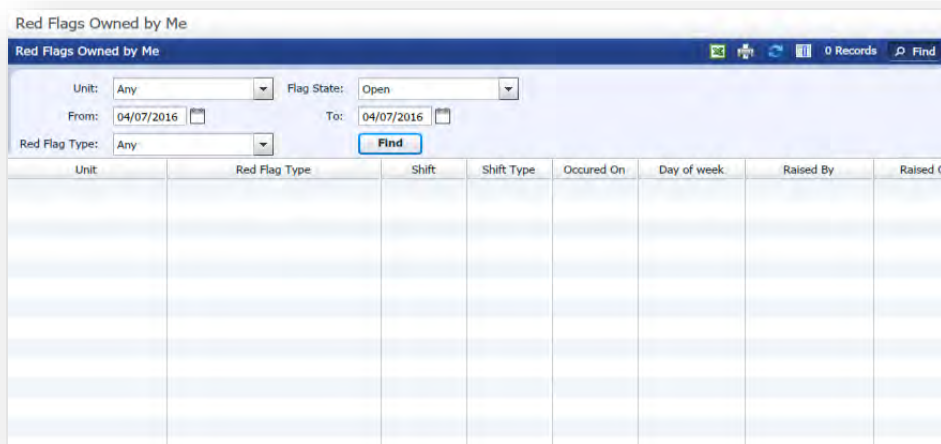 Red Flags Owned by Me
Red Flags Owned by Me 0 Records Find
Unit: Any Flag State: Open
From: 04/07/2016 To: 04/07/2016
Red Flag Type: Any Find
Unit Red Flag Type Shift Shift Type Occured On Day of week Raised By Raised